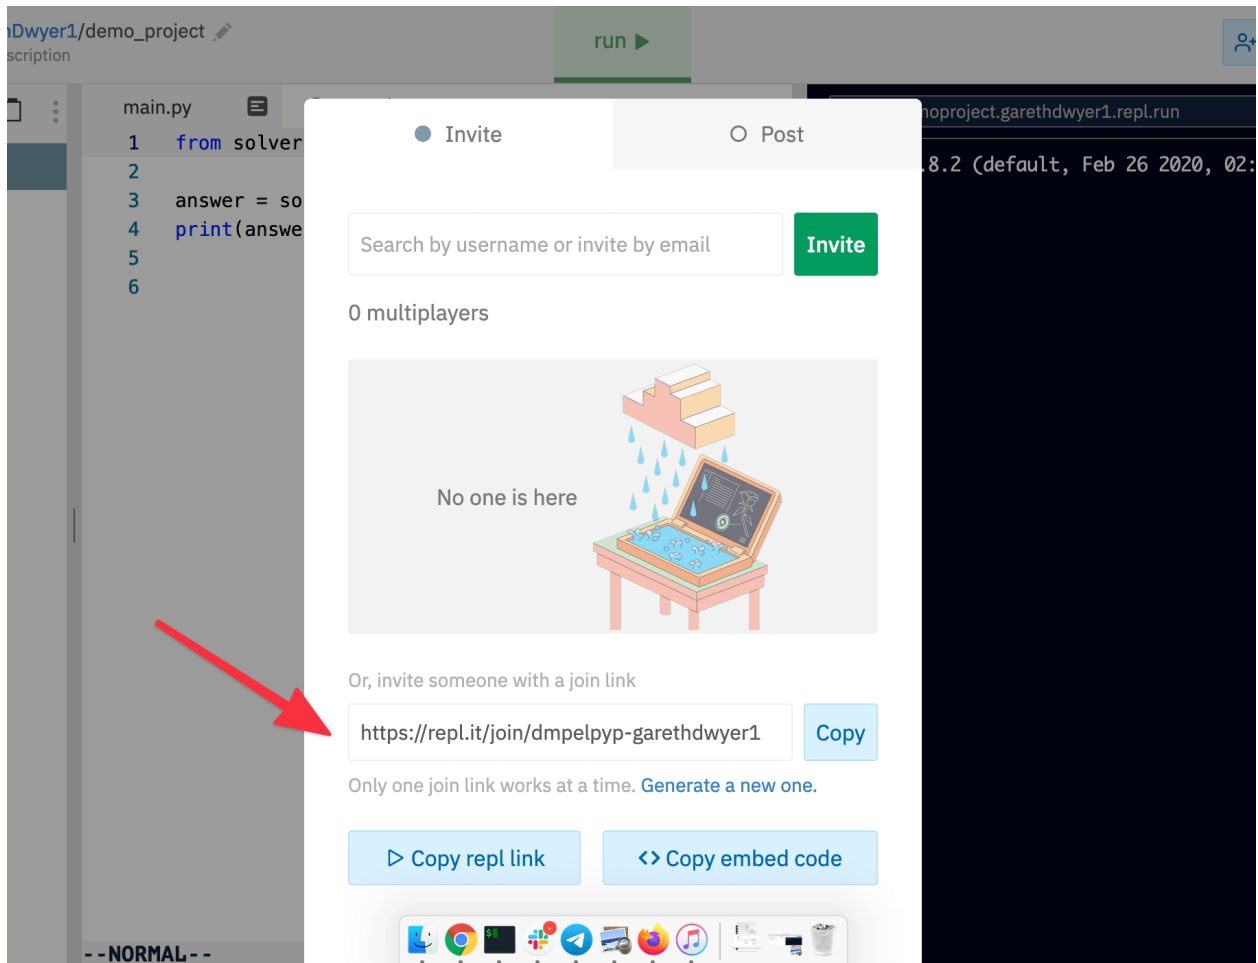 nDwyer1/demo_project
scription
run
main.py
1 from solver
2
3 answer = so
4 print(answe
5
6
--NORMAL--
Invite
Post
Search by username or invite by email
Invite
0 multiplayers
No one is here
Or, invite someone with a join link
https://repl.it/join/dmpelpyp-garethdwyer1
Copy
Only one join link works at a time. Generate a new one.
Copy repl link
<> Copy embed code
noproject.garethdwyer1.repl.run
.8.2 (default, Feb 26 2020, 02: